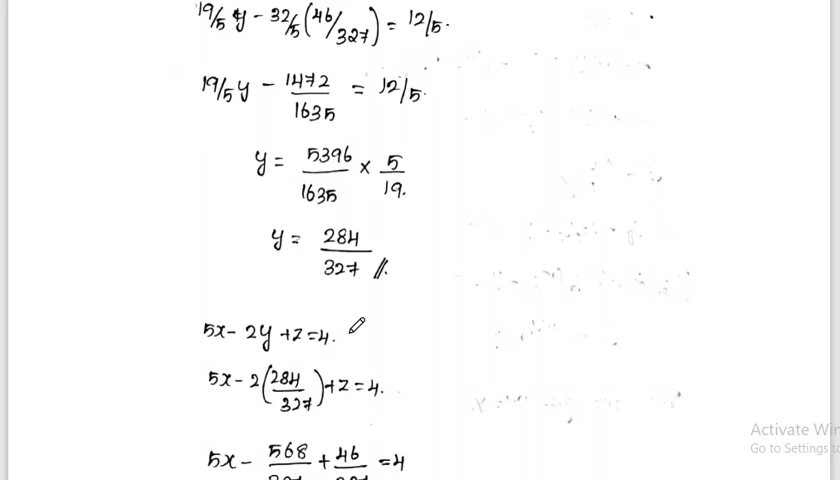 19/5 y - 32/5 (46/327) = 12/5.
19/5 y - 1472/1635 = 12/5.
y = 5396/1635 x 5/19.
y = 284/327 //.
5x - 2y + z = 4.
5x - 2(284/327) + z = 4.
5x - 568/327 + 46/327 = 4
Activate Win
Go to Settings to